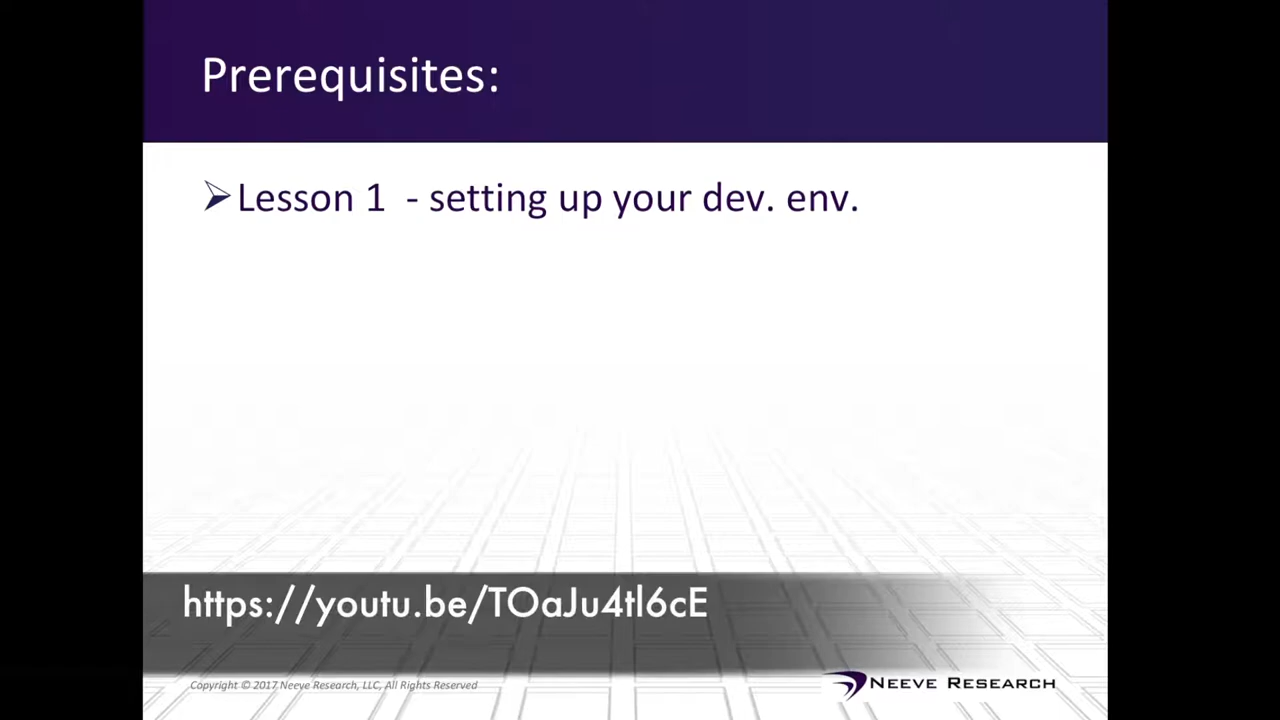 Prerequisites:
➢Lesson 1 - setting up your dev. env.
https://youtu.be/TOaJu4tl6cE
Copyright © 2017 Neeve Research, LLC, All Rights Reserved
NEEVE RESEARCH